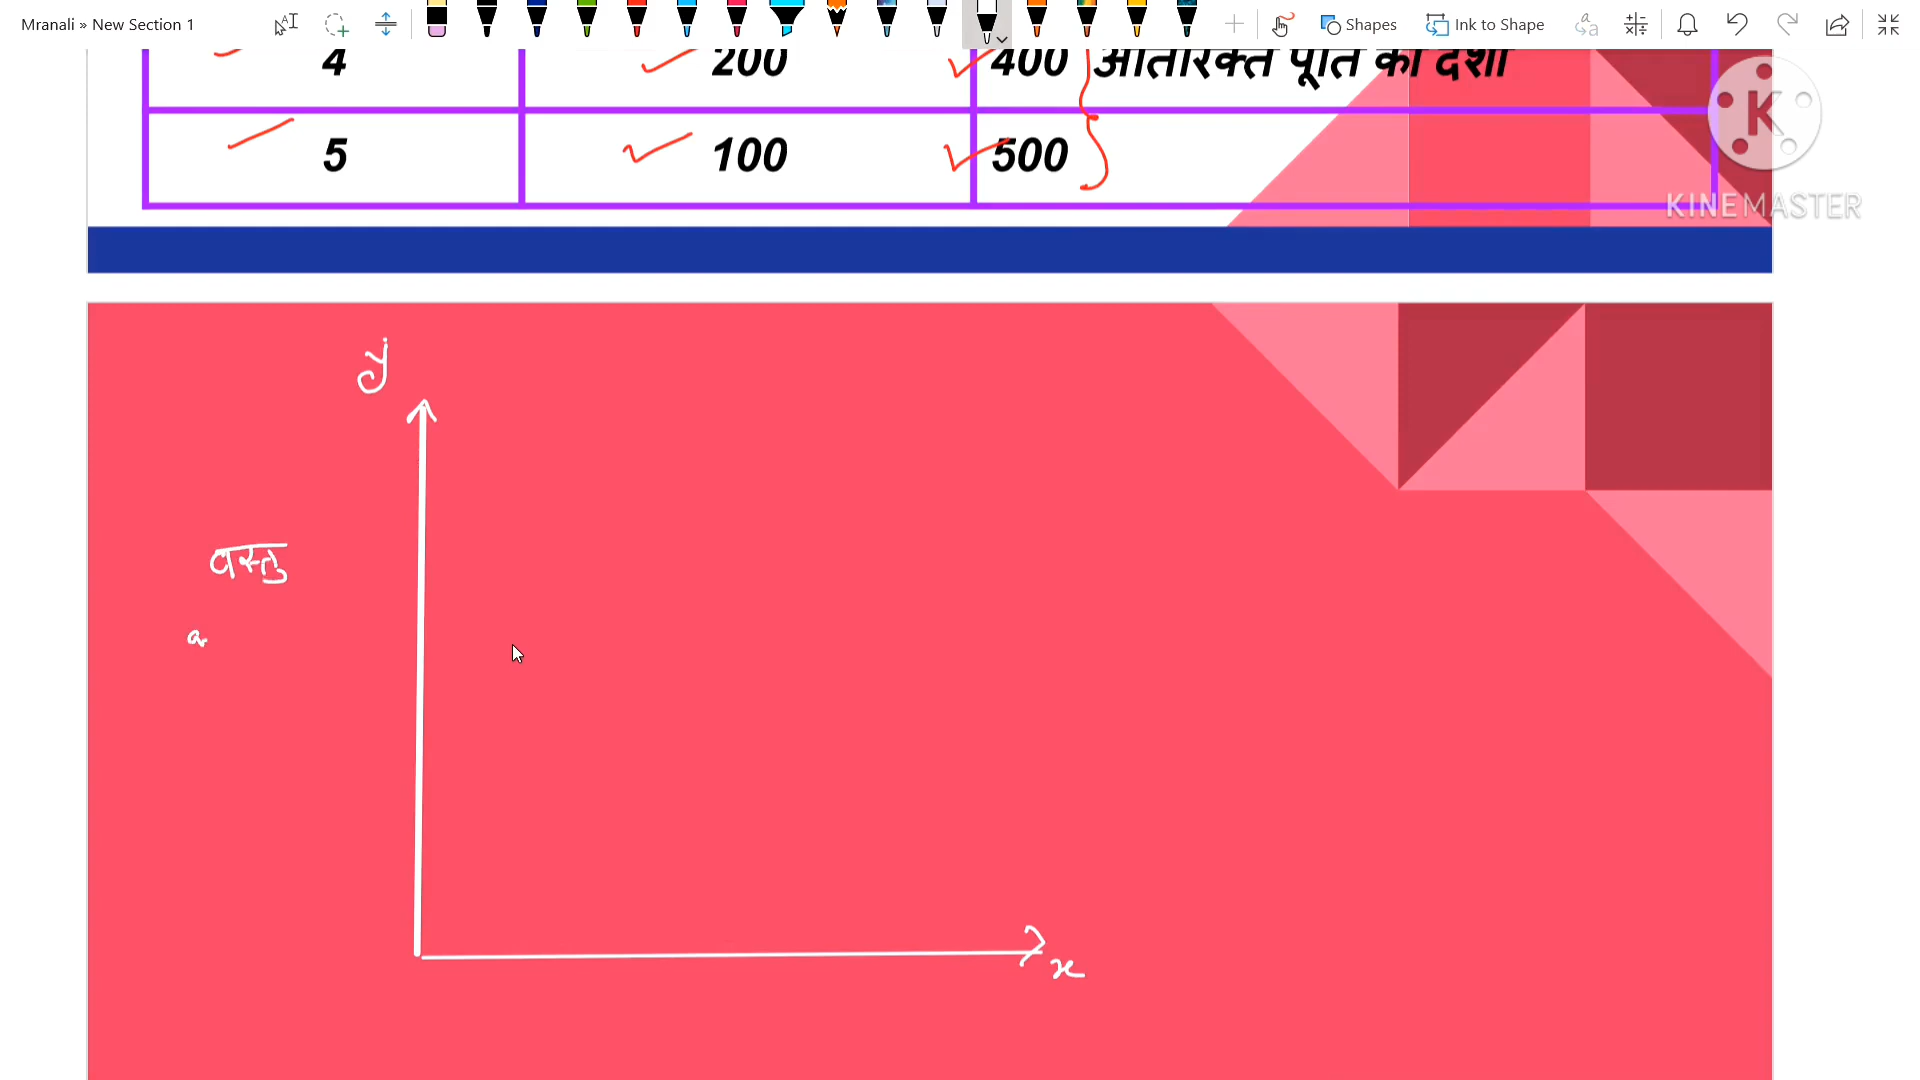 Mranali » New Section 1
Shapes
Ink to Shape
4 200 400 अतिरिक्त पूर्ति की दशा
5 100 500
K
KINEMASTER
y
वस्तु
x